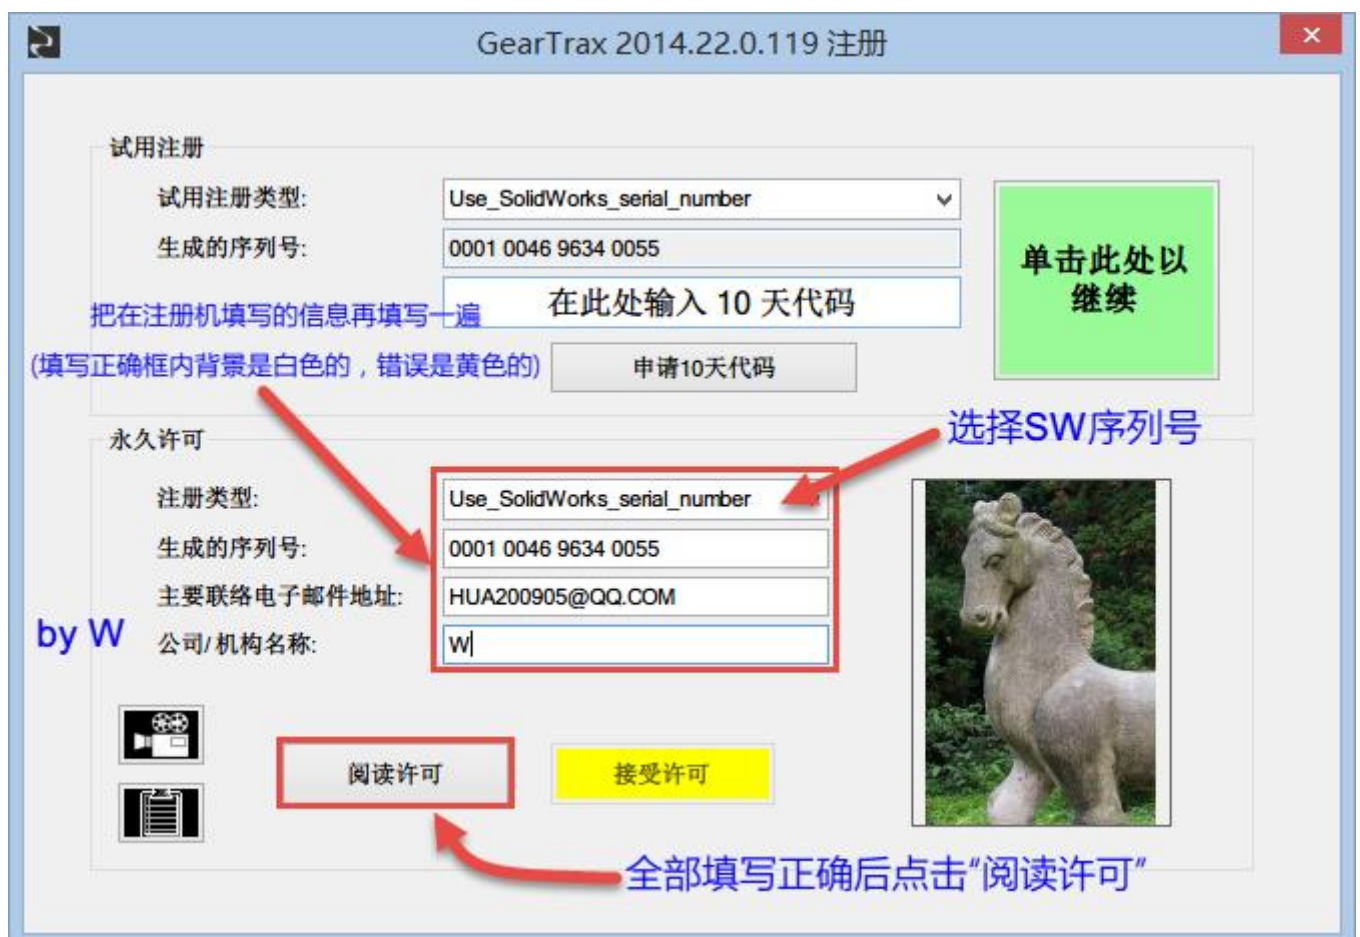 GearTrax 2014.22.0.119 注册
试用注册
试用注册类型:
Use_SolidWorks_serial_number
生成的序列号:
0001 0046 9634 0055
单击此处以
继续
在此处输入 10 天代码
把在注册机填写的信息再填写一遍
(填写正确框内背景是白色的，错误是黄色的)
申请10天代码
选择SW序列号
永久许可
注册类型:
Use_SolidWorks_serial_number
生成的序列号:
0001 0046 9634 0055
主要联络电子邮件地址:
HUA200905@QQ.COM
by W
公司/机构名称:
W
阅读许可
接受许可
全部填写正确后点击“阅读许可”